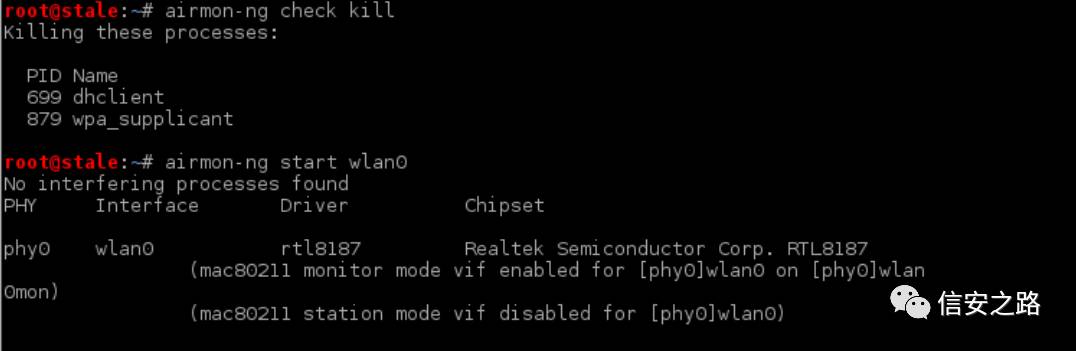 root@stale:~# airmon-ng check kill
Killing these processes:
PID Name
699 dhclient
879 wpa_supplicant
root@stale:~# airmon-ng start wlan0
No interfering processes found
PHY Interface Driver Chipset
phy0 wlan0 rtl8187 Realtek Semiconductor Corp. RTL8187
(mac80211 monitor mode vif enabled for [phy0]wlan0 on [phy0]wlan
0mon)
(mac80211 station mode vif disabled for [phy0]wlan0)
信安之路